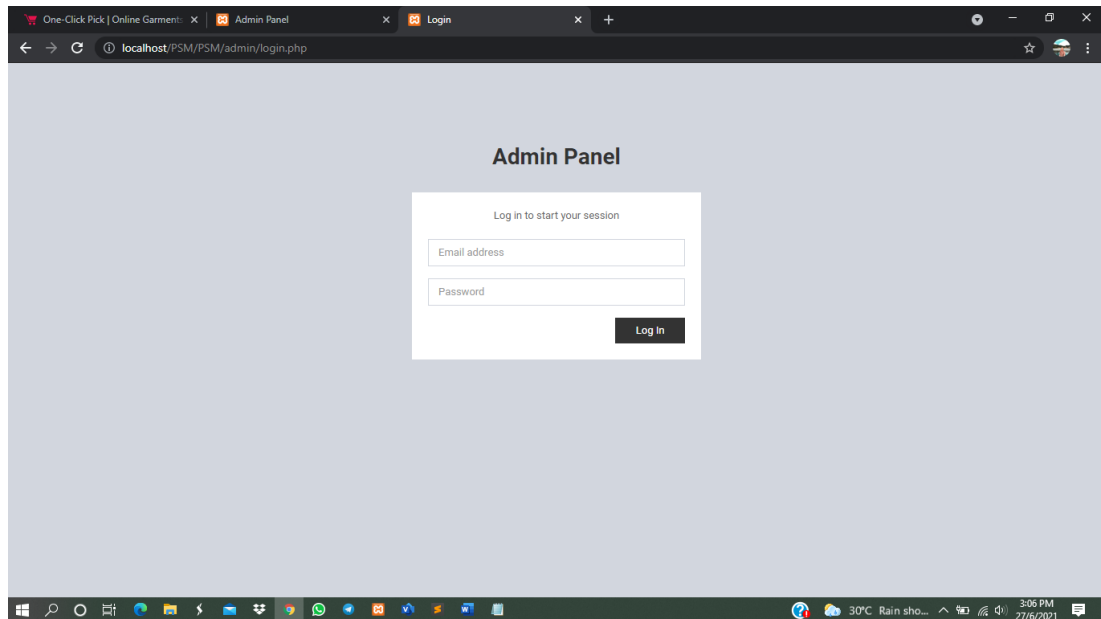 One-Click Pick | Online Garments
Admin Panel
Login
localhost/PSM/PSM/admin/login.php
Admin Panel
Log in to start your session
Email address
Password
Log In
30°C Rain sho...
3:06 PM
27/6/2021